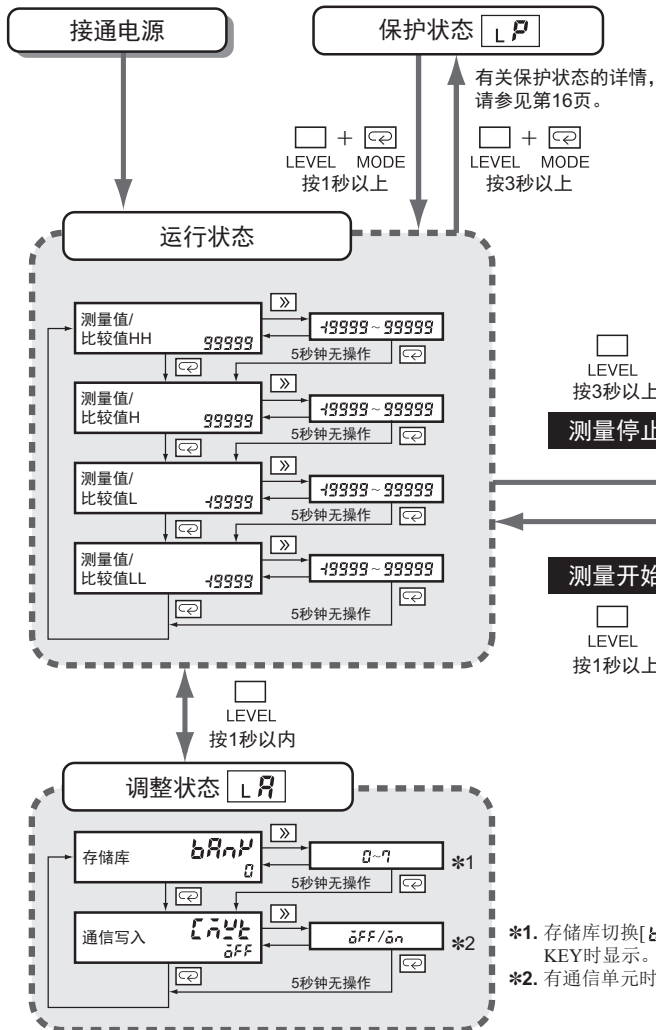 接通电源
保护状态 LP
有关保护状态的详情，
请参见第16页。
+
LEVEL MODE
按1秒以上
+
LEVEL MODE
按3秒以上
运行状态
测量值/
比较值HH 99999
-19999~99999
5秒钟无操作
测量值/
比较值H 99999
-19999~99999
5秒钟无操作
测量值/
比较值L -19999
-19999~99999
5秒钟无操作
测量值/
比较值LL -19999
-19999~99999
5秒钟无操作
LEVEL
按3秒以上
测量停止
测量开始
LEVEL
按1秒以上
LEVEL
按1秒以内
调整状态 LA
存储库 bAnK
0
0~7
*1
5秒钟无操作
通信写入 CMWt
oFF
oFF/on
*2
5秒钟无操作
*1. 存储库切换[
KEY时显示。
*2. 有通信单元时